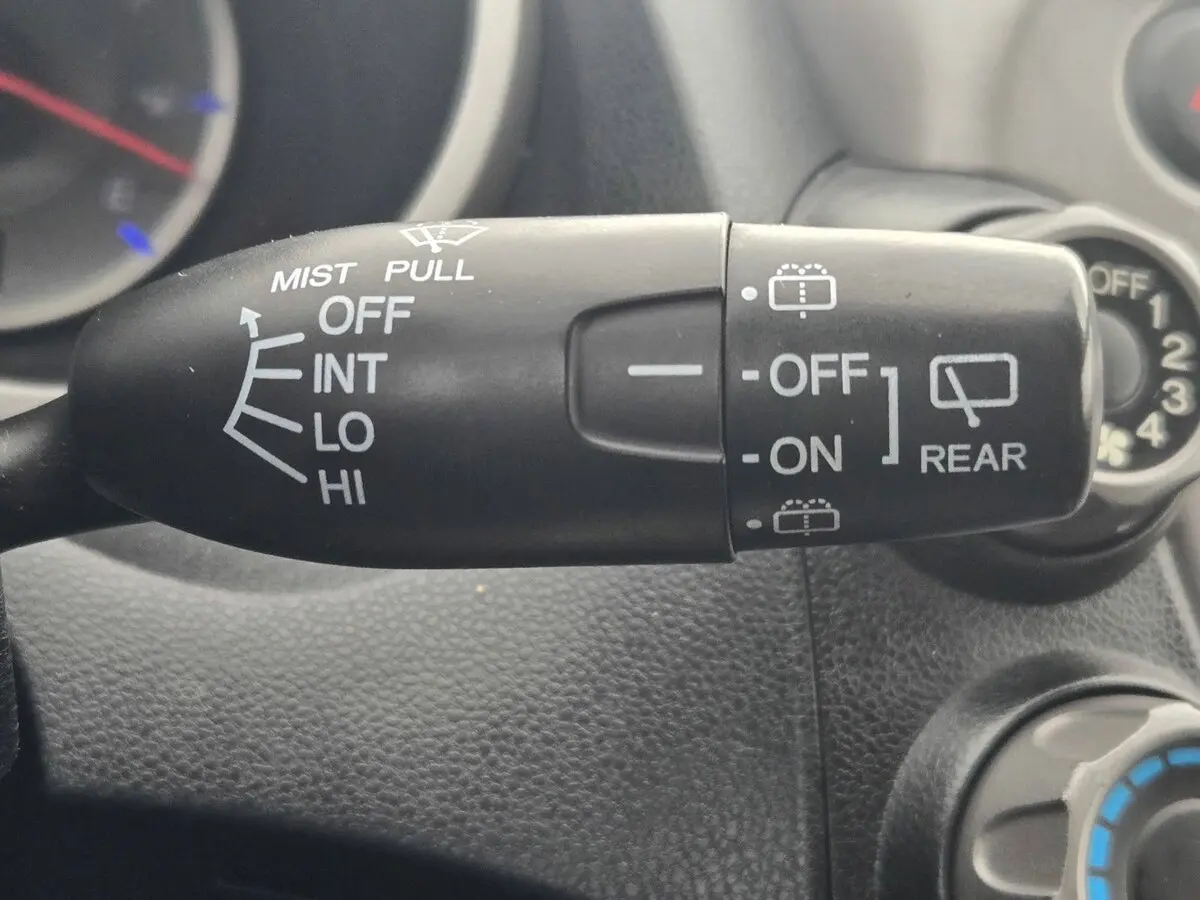 MIST PULL
OFF
INT
LO
HI
OFF
ON
REAR
OFF
1
2
3
4